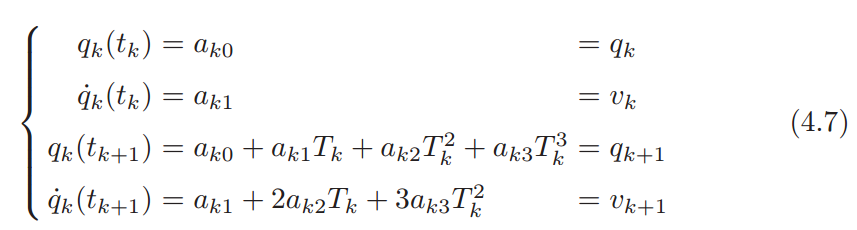 q_k(t_k) = a_{k0} = q_k
q̇_k(t_k) = a_{k1} = v_k
q_k(t_{k+1}) = a_{k0} + a_{k1}T_k + a_{k2}T_k^2 + a_{k3}T_k^3 = q_{k+1}
q̇_k(t_{k+1}) = a_{k1} + 2a_{k2}T_k + 3a_{k3}T_k^2 = v_{k+1}
(4.7)